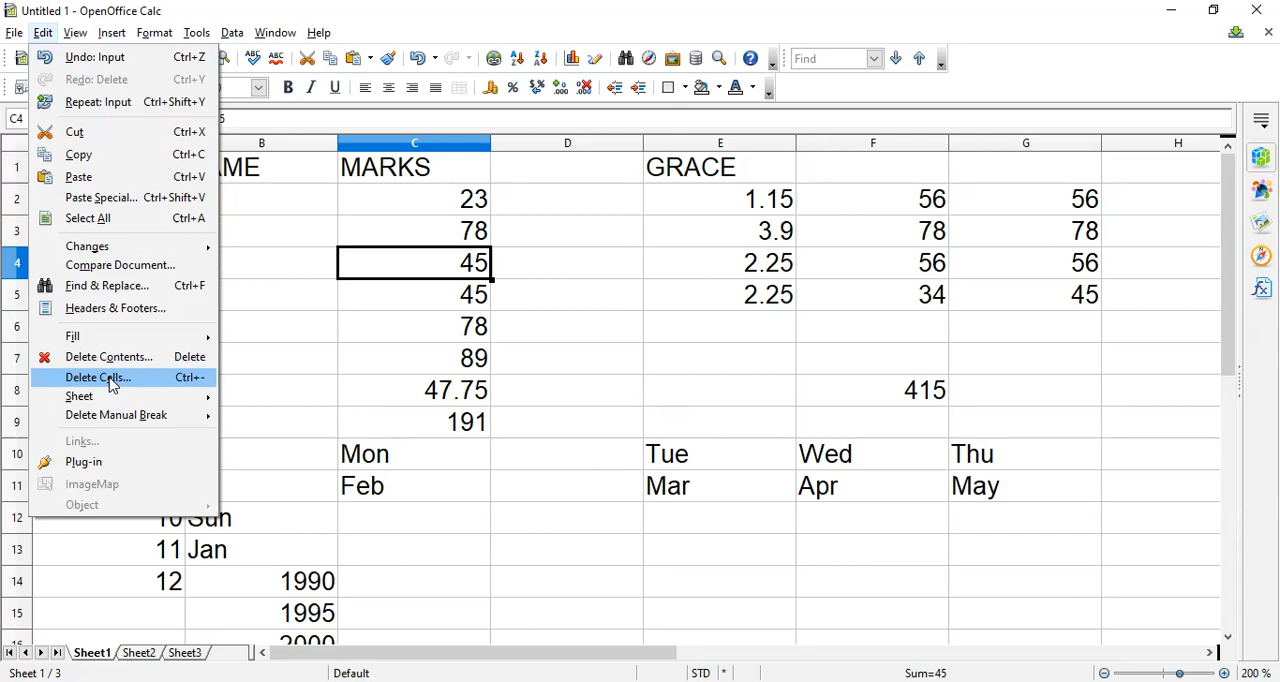 Untitled 1 - OpenOffice Calc
File Edit View Insert Format Tools Data Window Help
Find
C4
Undo: Input Ctrl+Z
Redo: Delete Ctrl+Y
Repeat: Input Ctrl+Shift+Y
Cut Ctrl+X
Copy Ctrl+C
Paste Ctrl+V
Paste Special... Ctrl+Shift+V
Select All Ctrl+A
Changes
Compare Document...
Find & Replace... Ctrl+F
Headers & Footers...
Fill
Delete Contents... Delete
Delete Cells... Ctrl+-
Sheet
Delete Manual Break
Links...
Plug-in
ImageMap
Object
B C D E F G H
1 AME MARKS GRACE
2 23 1.15 56 56
3 78 3.9 78 78
4 45 2.25 56 56
5 45 2.25 34 45
6 78
7 89
8 47.75 415
9 191
10 Mon Tue Wed Thu
11 Feb Mar Apr May
12 10 Sun
13 11 Jan
14 12 1990
15 1995
16 2000
Sheet1 Sheet2 Sheet3
Sheet 1 / 3 Default STD * Sum=45 200 %